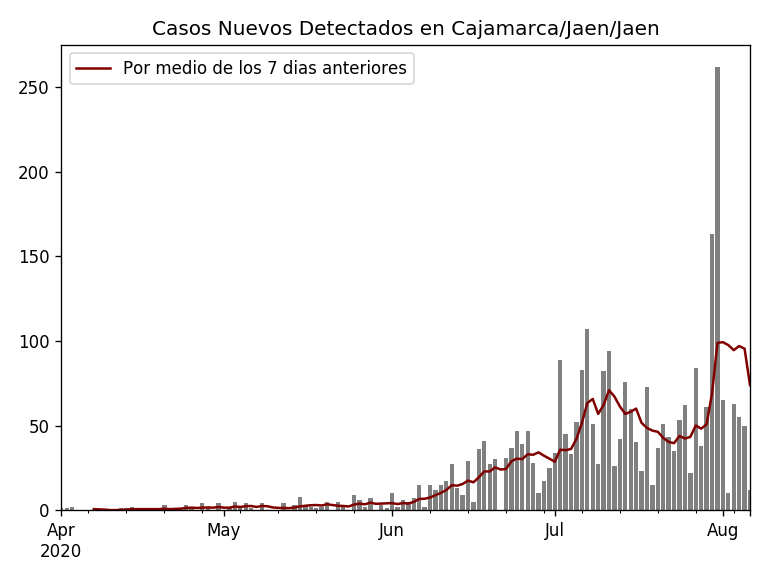 Casos Nuevos Detectados en Cajamarca/Jaen/Jaen
Por medio de los 7 dias anteriores
250
200
150
100
50
0
Apr May Jun Jul Aug
2020